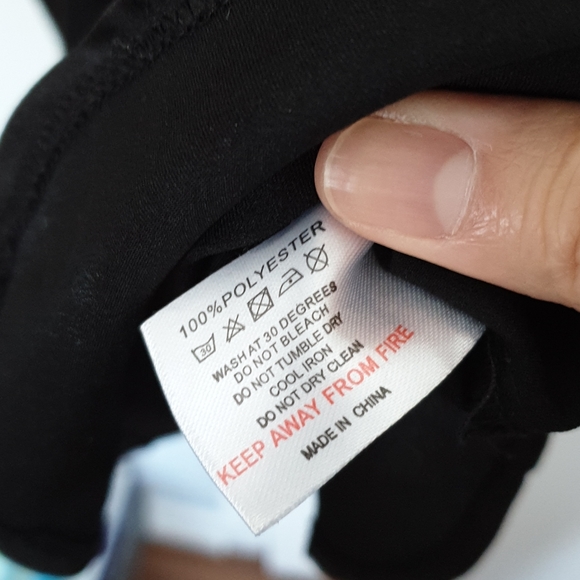 100%POLYESTER
30
WASH AT 30 DEGREES
DO NOT BLEACH
DO NOT TUMBLE DRY
COOL IRON
DO NOT DRY CLEAN
KEEP AWAY FROM FIRE
MADE IN CHINA